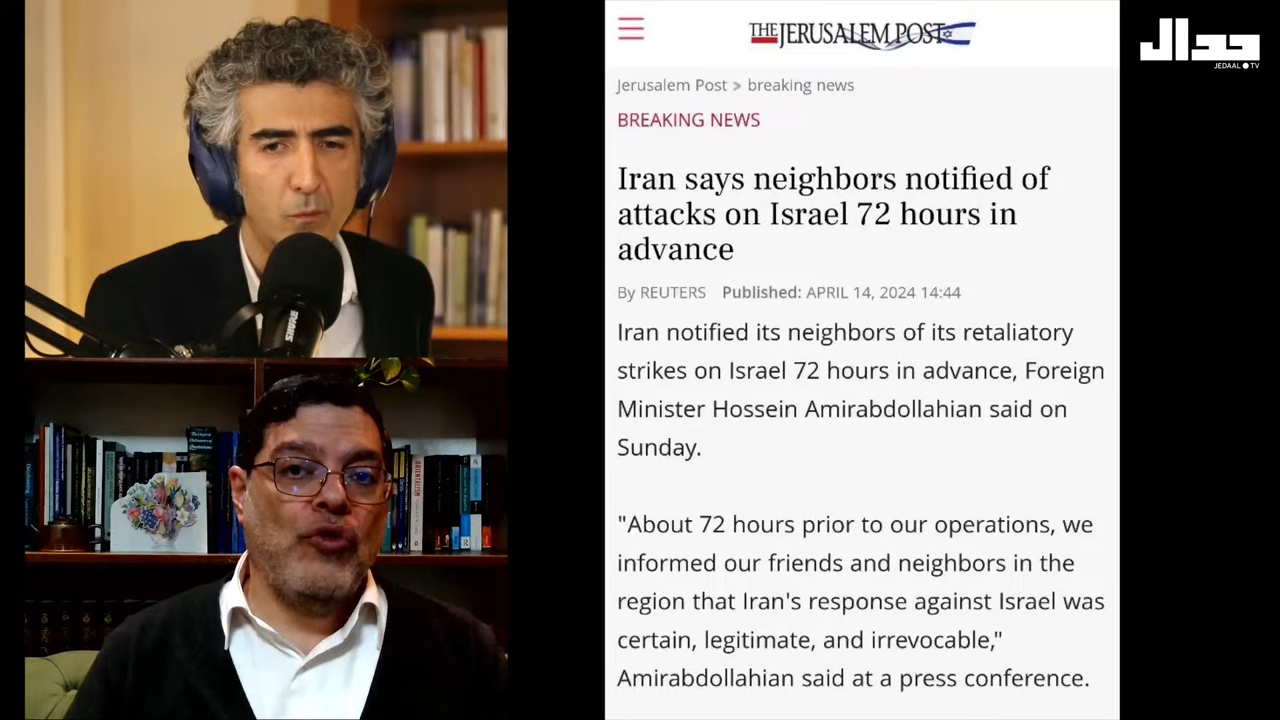 THE JERUSALEM POST
جدال
JEDAAL TV
Jerusalem Post > breaking news
BREAKING NEWS
Iran says neighbors notified of
attacks on Israel 72 hours in
advance
By REUTERS Published: APRIL 14, 2024 14:44
Iran notified its neighbors of its retaliatory
strikes on Israel 72 hours in advance, Foreign
Minister Hossein Amirabdollahian said on
Sunday.
"About 72 hours prior to our operations, we
informed our friends and neighbors in the
region that Iran's response against Israel was
certain, legitimate, and irrevocable,"
Amirabdollahian said at a press conference.
SHURE
ORIENTALISM